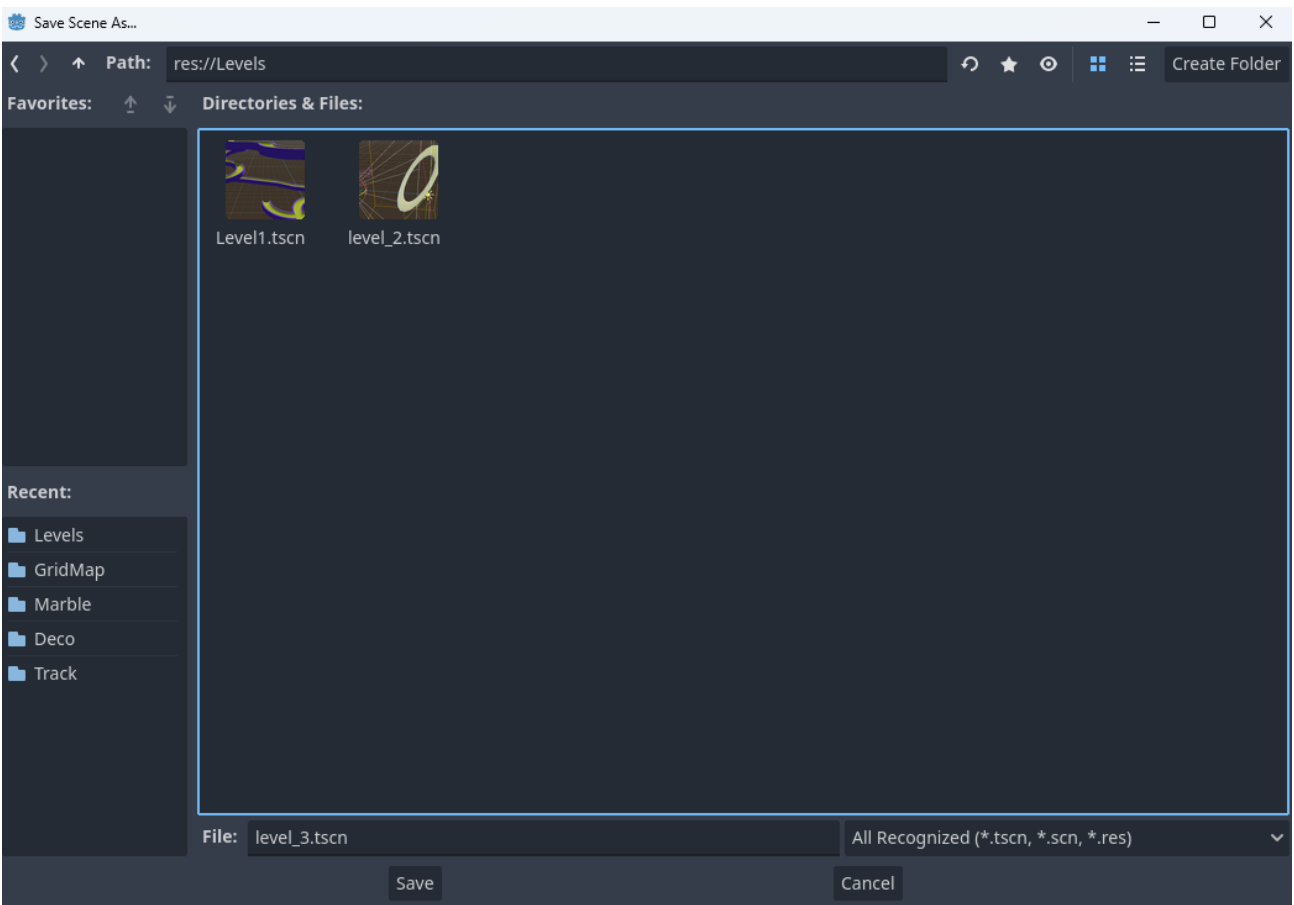 Save Scene As...
Path: res://Levels Create Folder
Favorites: Directories & Files:
Level1.tscn level_2.tscn
Recent:
Levels
GridMap
Marble
Deco
Track
File: level_3.tscn All Recognized (*.tscn, *.scn, *.res)
Save Cancel